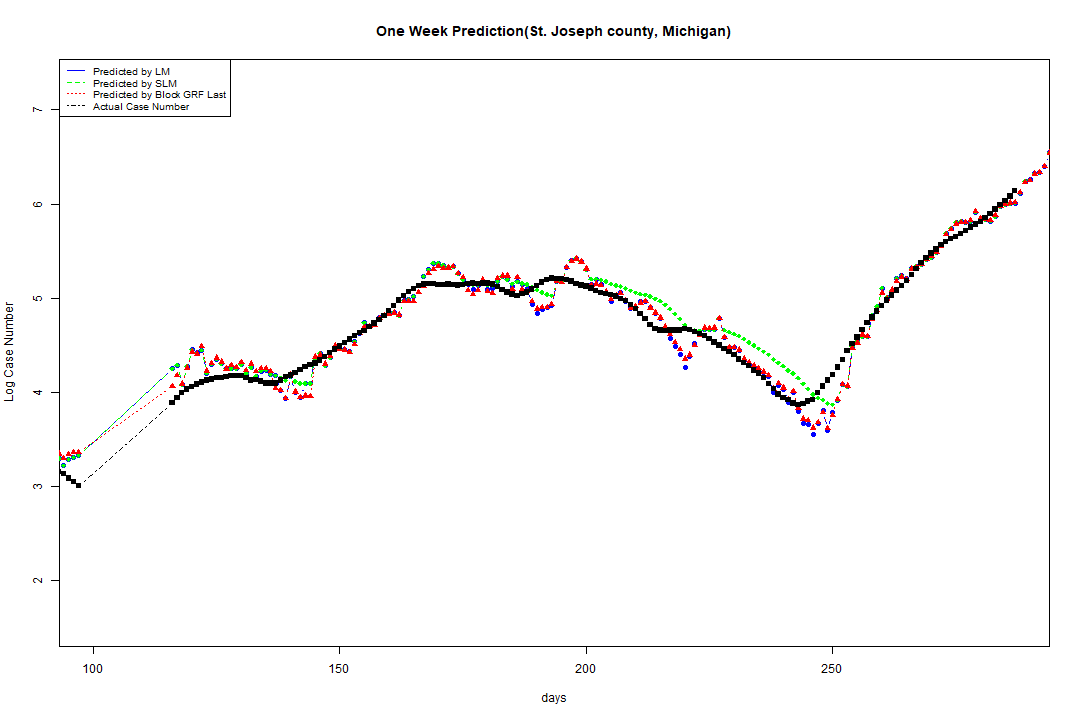 One Week Prediction(St. Joseph county, Michigan)
Predicted by LM
Predicted by SLM
Predicted by Block GRF Last
Actual Case Number
7
6
5
4
3
2
Log Case Number
100 150 200 250
days